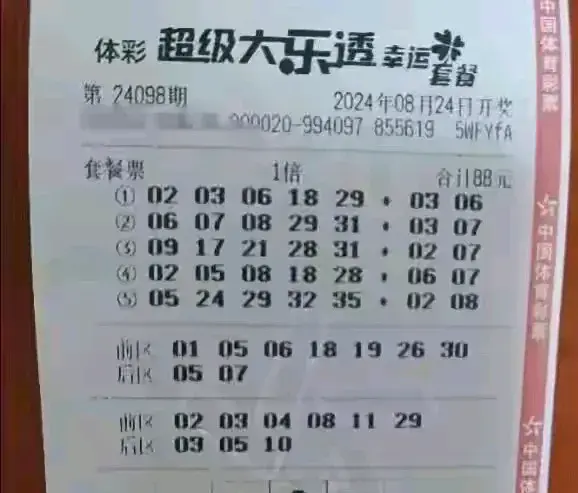 体彩 超级大乐透 幸运套餐
第 24098期 2024年08月24日开奖
000020-994097 855619 5WFYfA
套餐票 1倍 合计88元
① 02 03 06 18 29 + 03 06
② 06 07 08 29 31 + 03 07
③ 09 17 21 28 31 + 02 07
④ 02 05 08 18 28 + 06 07
⑤ 05 24 29 32 35 + 02 08
前区 01 05 06 18 19 26 30
后区 05 07
前区 02 03 04 08 11 29
后区 03 05 10
中国体育彩票
中国体育彩票
中国体育